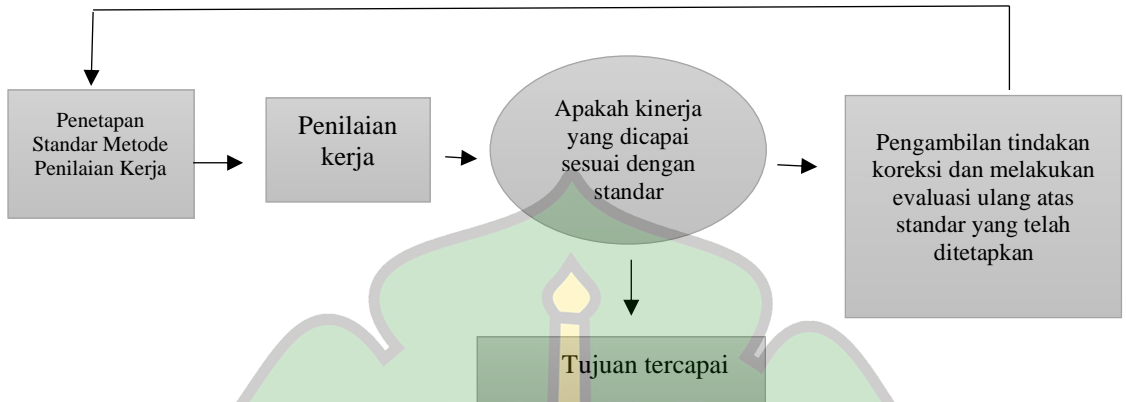 Penetapan
Standar Metode
Penilaian Kerja
Penilaian
kerja
Apakah kinerja
yang dicapai
sesuai dengan
standar
Pengambilan tindakan
koreksi dan melakukan
evaluasi ulang atas
standar yang telah
ditetapkan
Tujuan tercapai